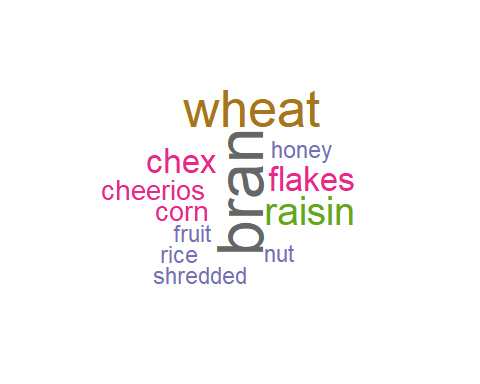 wheat
bran
honey
chex
flakes
cheerios
raisin
corn
fruit
rice
nut
shredded